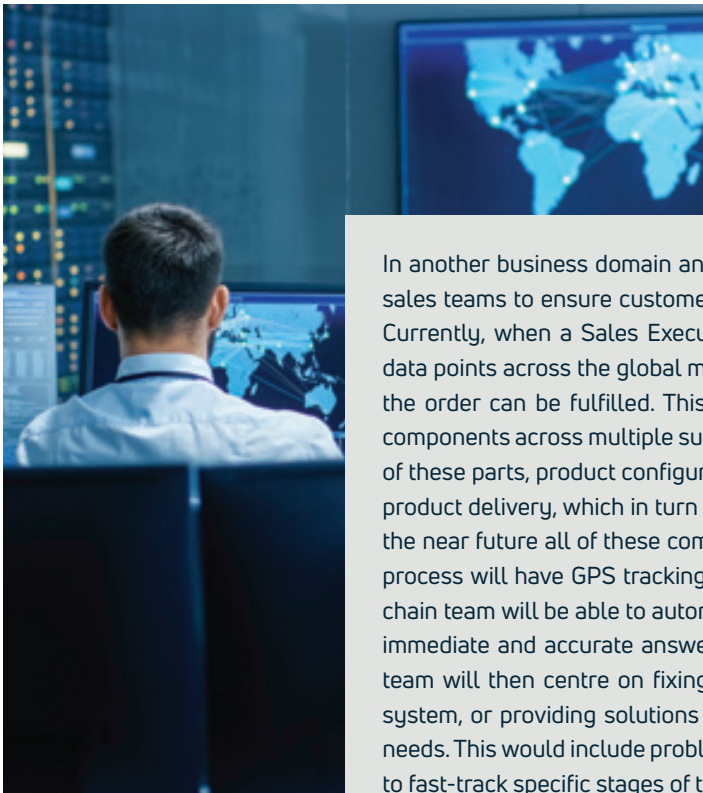 In another business domain an
sales teams to ensure custome
Currently, when a Sales Execu
data points across the global m
the order can be fulfilled. This
components across multiple su
of these parts, product configur
product delivery, which in turn
the near future all of these com
process will have GPS tracking
chain team will be able to autor
immediate and accurate answe
team will then centre on fixing
system, or providing solutions
needs. This would include probl
to fast-track specific stages of t